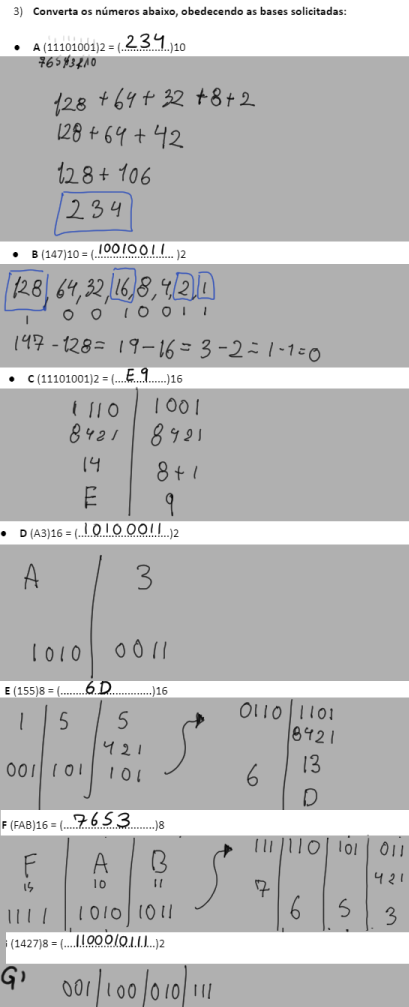 3) Converta os números abaixo, obedecendo as bases solicitadas:
• A (11101001)2 = (..234..)10
76543210
128 + 64 + 32 + 8 + 2
128 + 64 + 42
128 + 106
234
• B (147)10 = (..10010011..)2
128, 64, 32, 16, 8, 4, 2, 1
1 0 0 1 0 0 1 1
147 - 128 = 19 - 16 = 3 - 2 = 1 - 1 = 0
• C (11101001)2 = (....E9......)16
1110 | 1001
8421 | 8421
14 | 8 + 1
E | 9
• D (A3)16 = (..10100011..)2
A | 3
1010 | 0011
E (155)8 = (........6D............)16
1 | 5 | 5
421
001 | 101 | 101
0110 | 1101
8421
6 | 13
D
F (FAB)16 = (....7653........)8
F | A | B
15 10 11
1111 | 1010 | 1011
111 | 110 | 101 | 011
421
7 | 6 | 5 | 3
(1427)8 = (....1100010111....)2
G)
001 | 100 | 010 | 111